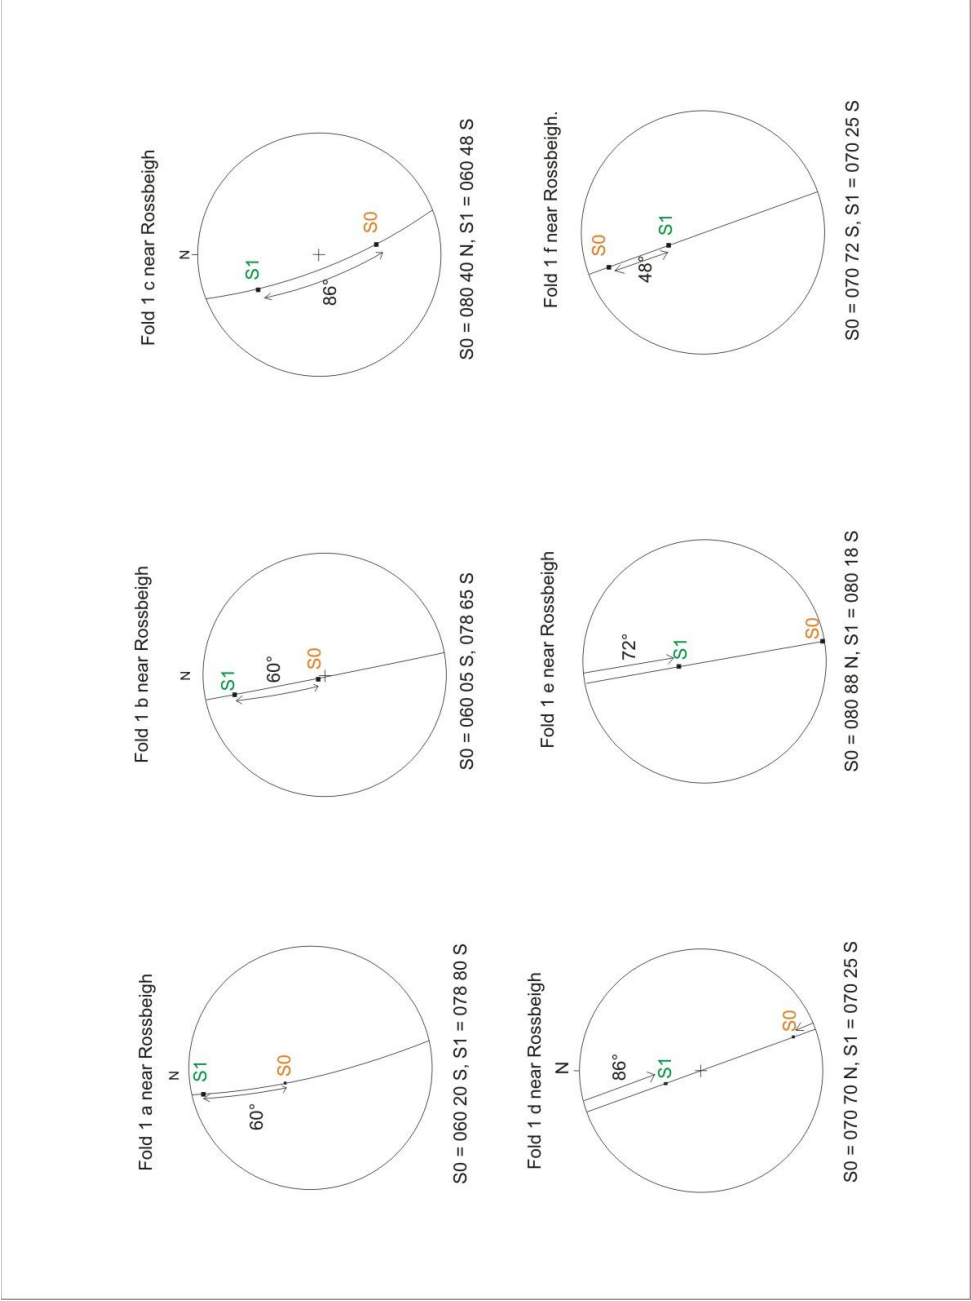 Fold 1 a near Rossbeigh
N
S1
S0
60°
S0 = 060 20 S, S1 = 078 80 S
Fold 1 b near Rossbeigh
N
S1
60°
S0
S0 = 060 05 S, 078 65 S
Fold 1 c near Rossbeigh
N
S1
86°
S0
S0 = 080 40 N, S1 = 060 48 S
Fold 1 d near Rossbeigh
N
86°
S1
S0
S0 = 070 70 N, S1 = 070 25 S
Fold 1 e near Rossbeigh
72°
S1
S0
S0 = 080 88 N, S1 = 080 18 S
Fold 1 f near Rossbeigh.
S0
48°
S1
S0 = 070 72 S, S1 = 070 25 S